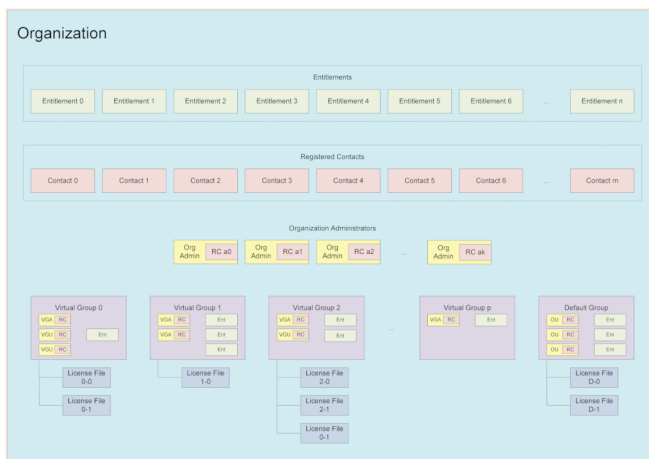 Organization
Entitlements
Entitlement 0 Entitlement 1 Entitlement 2 Entitlement 3 Entitlement 4 Entitlement 5 Entitlement 6 ... Entitlement n
Registered Contacts
Contact 0 Contact 1 Contact 2 Contact 3 Contact 4 Contact 5 Contact 6 ... Contact m
Organization Administrators
Org Admin RC a0 Org Admin RC a1 Org Admin RC a2 ... Org Admin RC ak
Virtual Group 0
VGA RC
VGU RC Ent
VGU RC
License File
0-0
License File
0-1
Virtual Group 1
VGA RC Ent
VGA RC Ent
Ent
License File
1-0
Virtual Group 2
VGA RC Ent
VGU RC Ent
License File
2-0
License File
2-1
License File
0-1
...
Virtual Group p
VGA RC Ent
Default Group
OU RC Ent
OU RC Ent
OU RC Ent
License File
D-0
License File
D-1